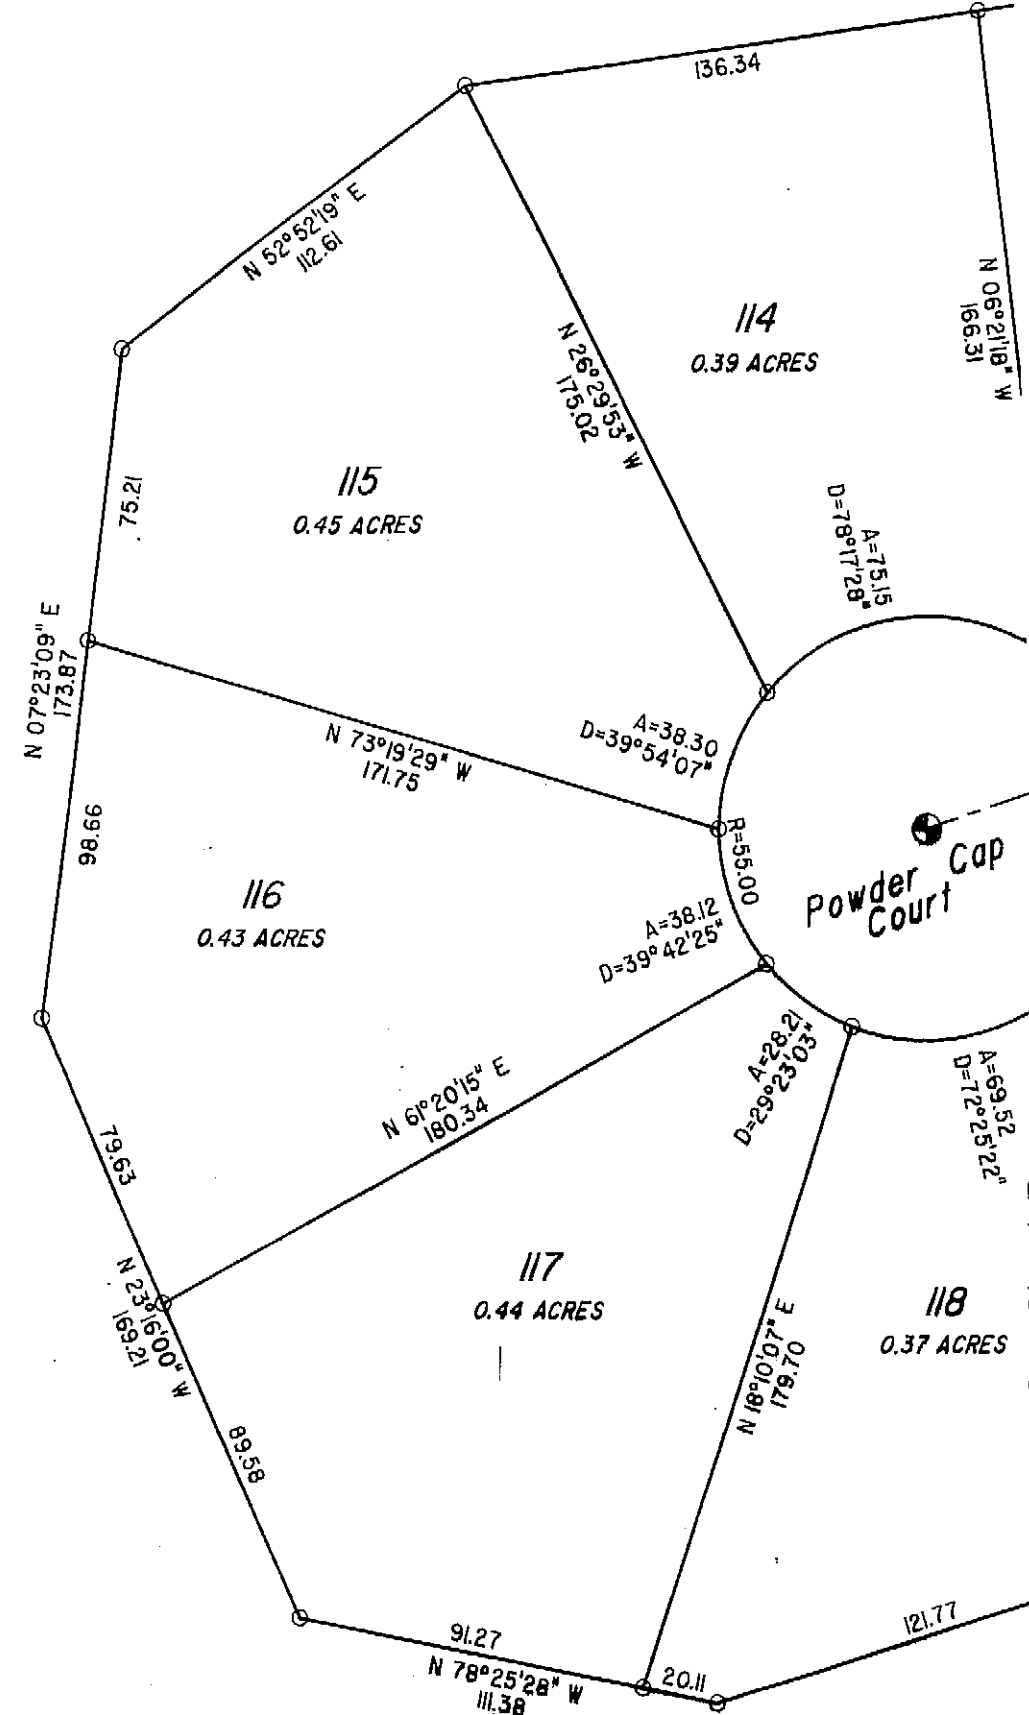 136.34
N 52°52'19" E
112.61
N 06°21'18" W
166.31
114
0.39 ACRES
N 26°29'53" W
175.02
115
0.45 ACRES
75.21
A=75.15
D=78°17'28"
N 07°23'09" E
173.87
A=38.30
D=39°54'07"
N 73°19'29" W
171.75
98.66
R=55.00
Powder Cap
Court
116
0.43 ACRES
A=38.12
D=39°42'25"
A=28.21
D=29°23'03"
A=69.52
D=72°25'22"
N 61°20'15" E
180.34
79.63
N 23°16'00" W
169.21
117
0.44 ACRES
118
0.37 ACRES
N 18°10'07" E
179.70
89.58
91.27
N 78°25'28" W
111.38
20.11
121.77